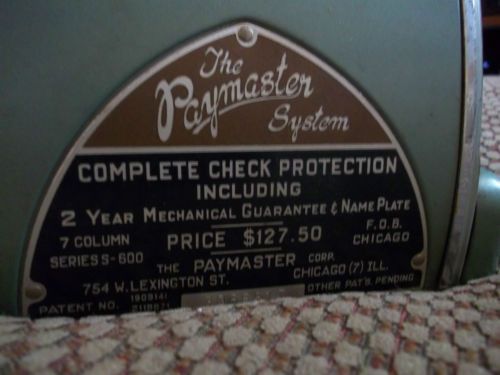 The
Paymaster
System
COMPLETE CHECK PROTECTION
INCLUDING
2 YEAR MECHANICAL GUARANTEE & NAME PLATE
7 COLUMN
SERIES S-600
PRICE $127.50
F.O.B.
CHICAGO
THE PAYMASTER CORP.
754 W. LEXINGTON ST.
CHICAGO (7) ILL.
PATENT NO. 1909141
OTHER PAT'S. PENDING